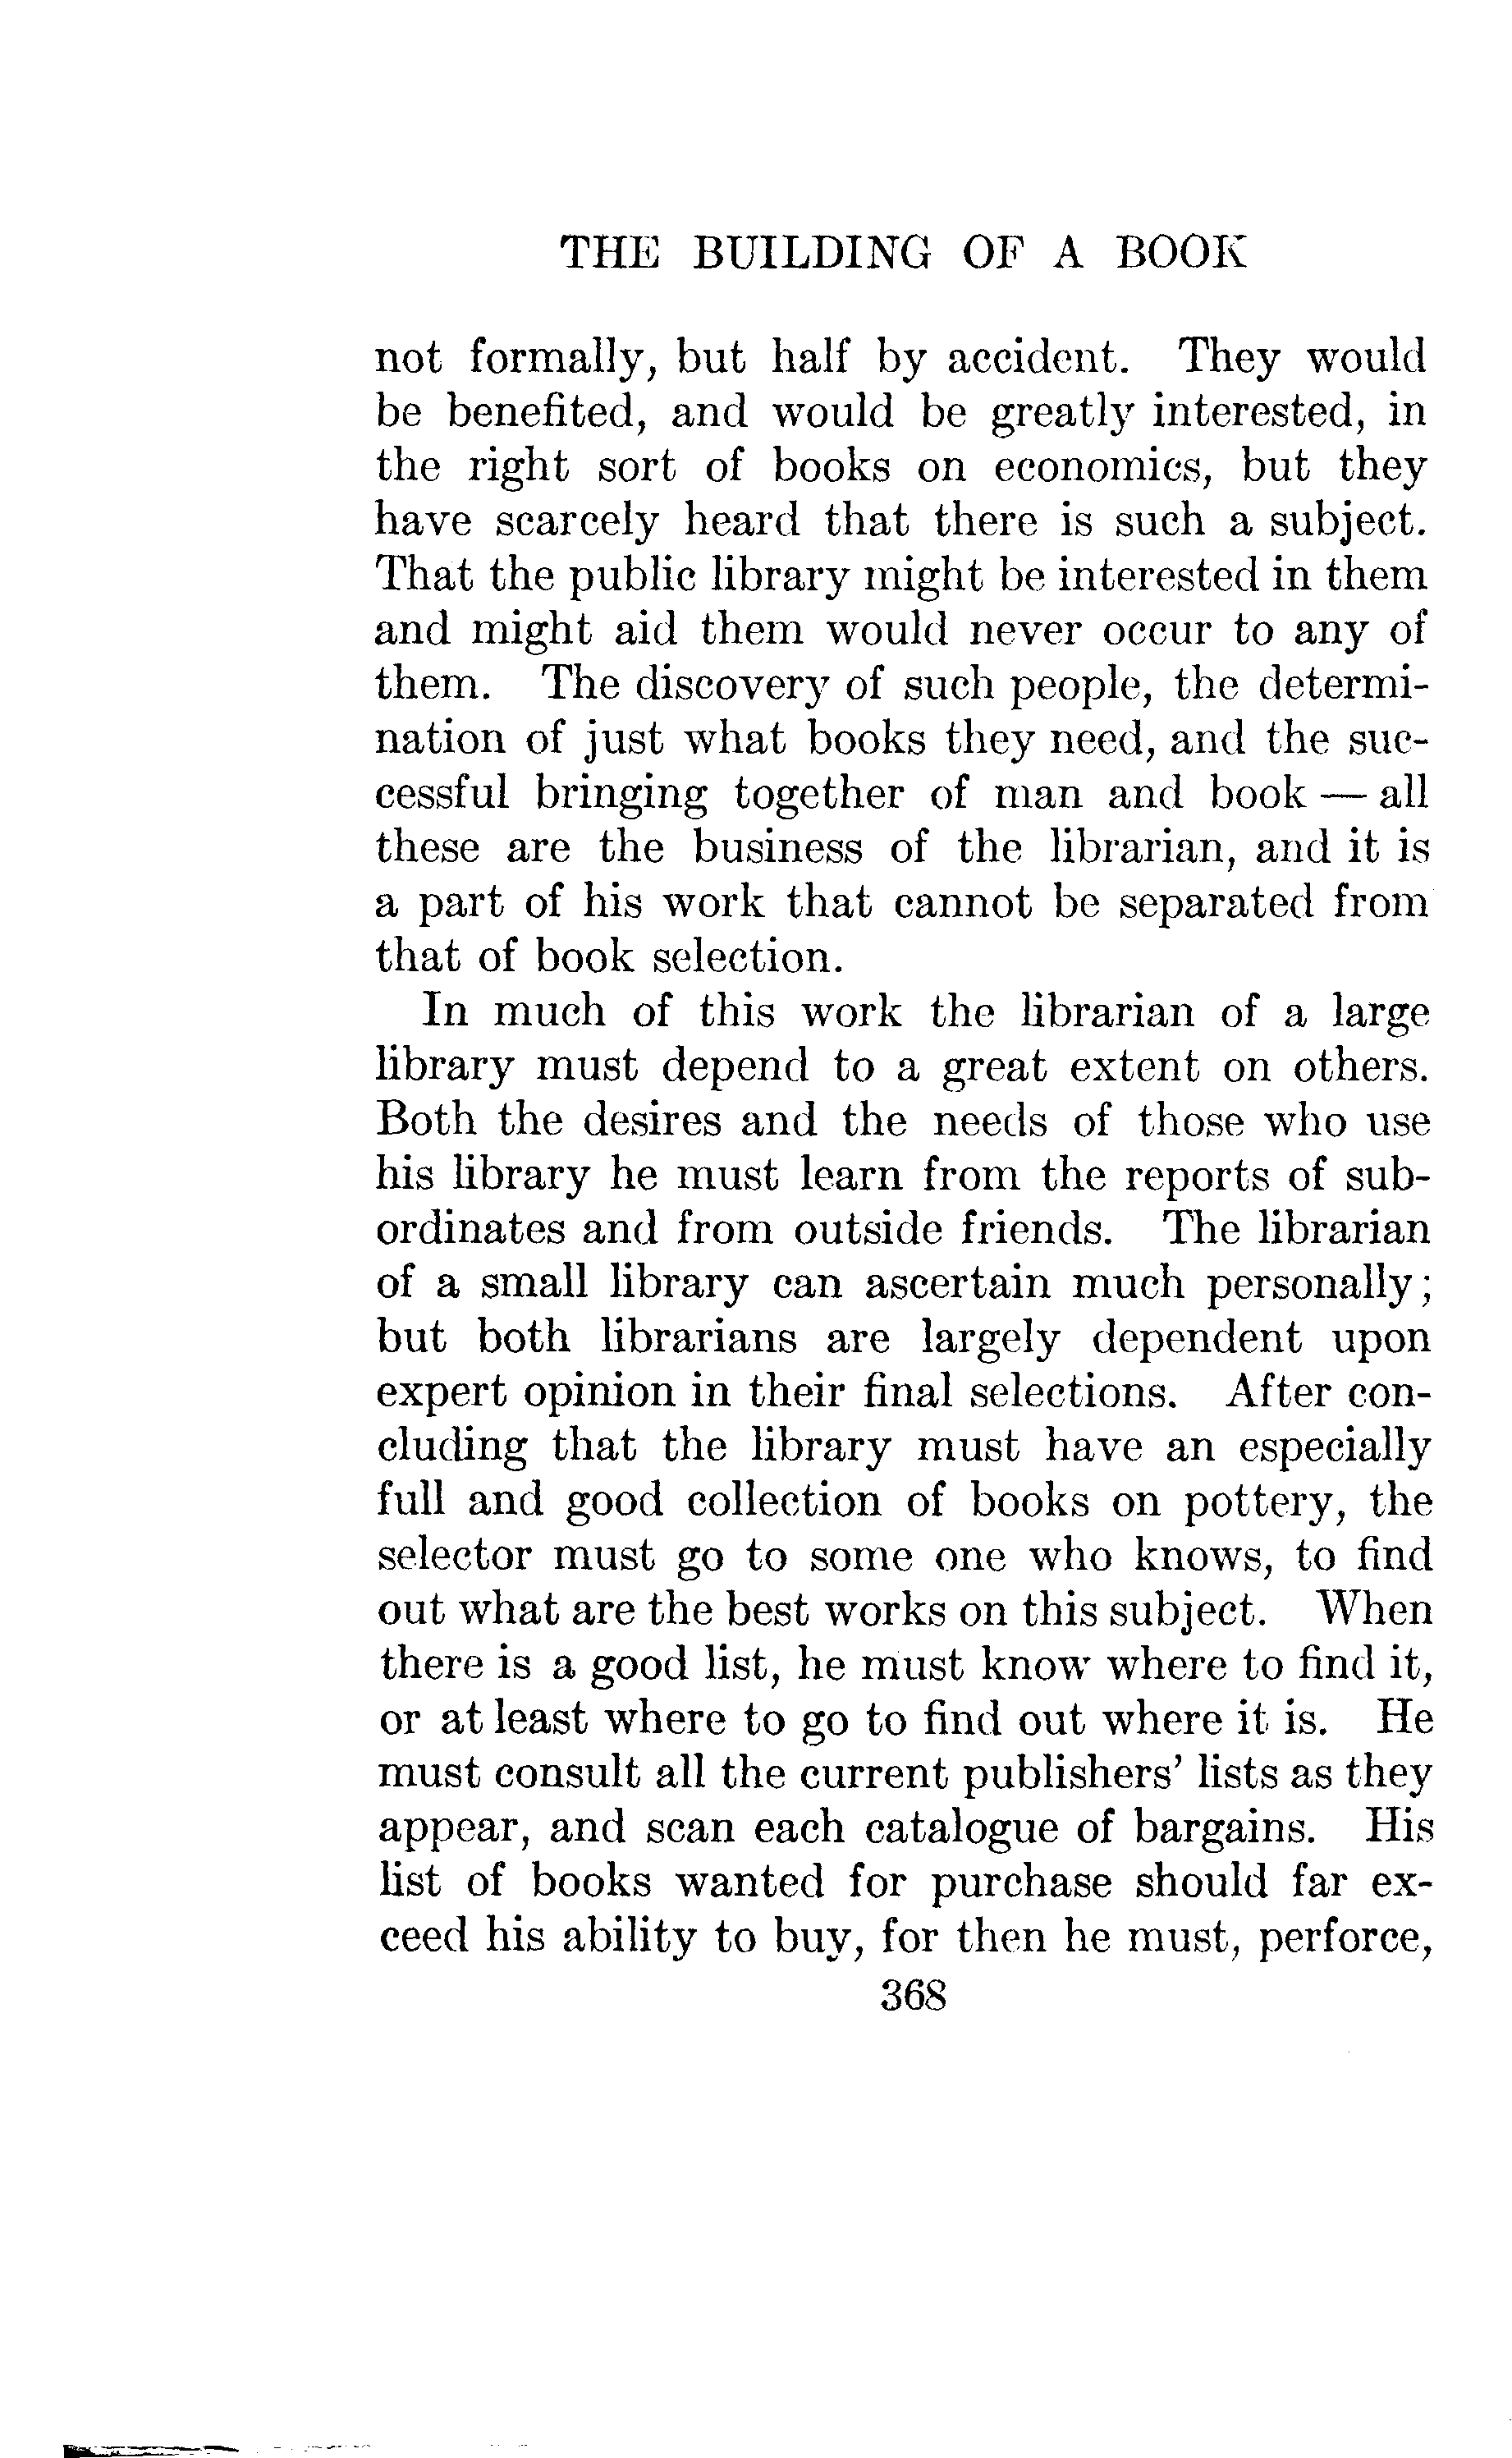 THE BUILDING OF A BOOK
not formally, but half by accident. They would
be benefited, and would be greatly interested, in
the right sort of books on economics, but they
have scarcely heard that there is such a subject.
That the public library might be interested in them
and might aid them would never occur to any of
them. The discovery of such people, the determi-
nation of just what books they need, and the suc-
cessful bringing together of man and book — all
these are the business of the librarian, and it is
a part of his work that cannot be separated from
that of book selection.
In much of this work the librarian of a large
library must depend to a great extent on others.
Both the desires and the needs of those who use
his library he must learn from the reports of sub-
ordinates and from outside friends. The librarian
of a small library can ascertain much personally;
but both librarians are largely dependent upon
expert opinion in their final selections. After con-
cluding that the library must have an especially
full and good collection of books on pottery, the
selector must go to some one who knows, to find
out what are the best works on this subject. When
there is a good list, he must know where to find it,
or at least where to go to find out where it is. He
must consult all the current publishers' lists as they
appear, and scan each catalogue of bargains. His
list of books wanted for purchase should far ex-
ceed his ability to buy, for then he must, perforce,
368